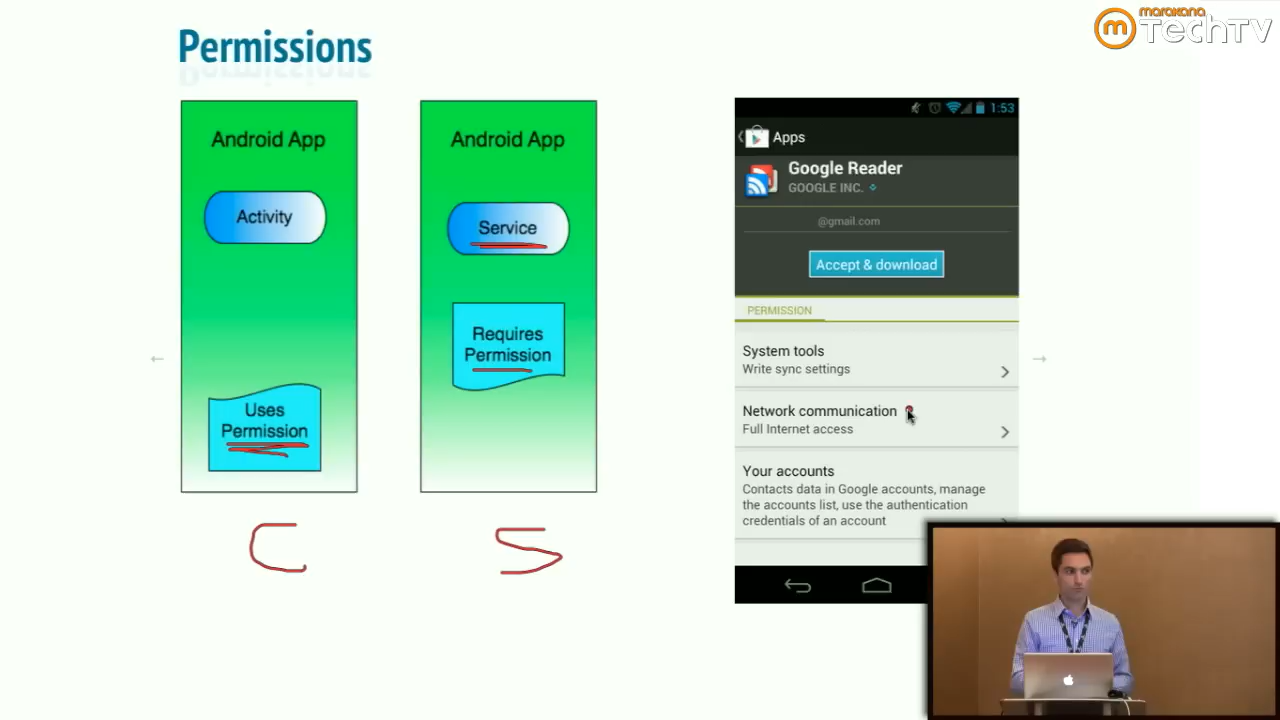 Permissions
marakana
TechTV
Android App
Activity
Uses
Permission
C
Android App
Service
Requires
Permission
S
1:53
Apps
Google Reader
GOOGLE INC.
@gmail.com
Accept & download
PERMISSION
System tools
Write sync settings
Network communication
Full Internet access
Your accounts
Contacts data in Google accounts, manage
the accounts list, use the authentication
credentials of an account